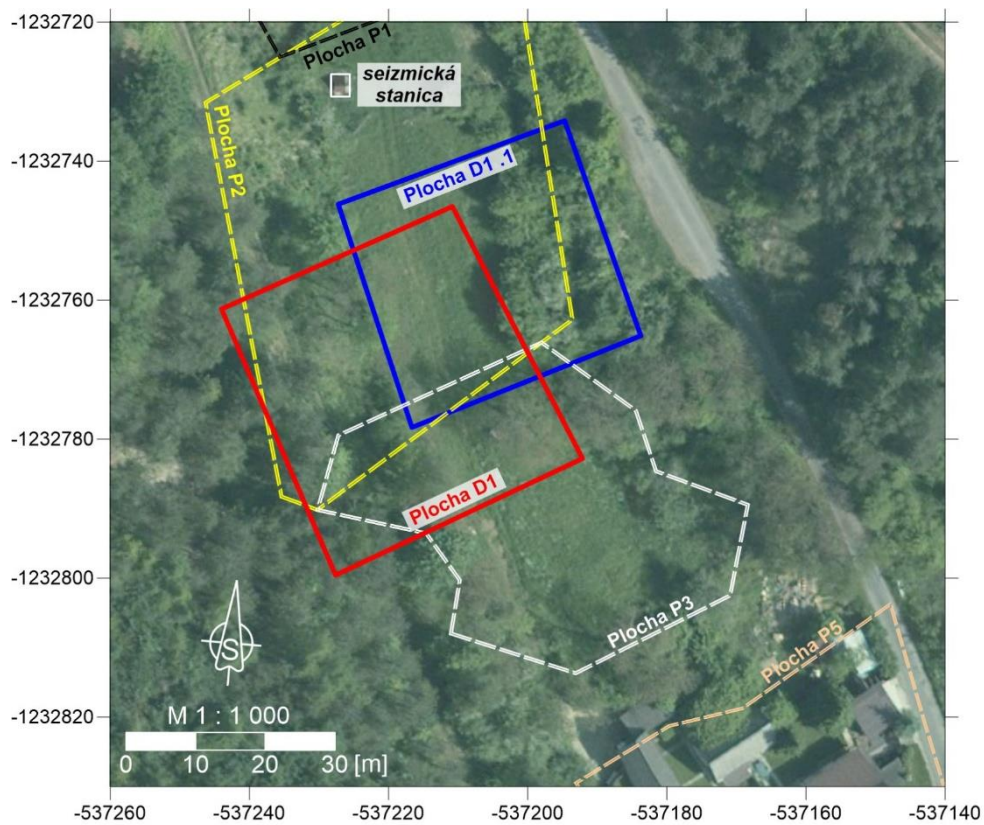 -1232720
-1232740
-1232760
-1232780
-1232800
-1232820
Plocha P1
seizmická
stanica
Plocha P2
Plocha D1 .1
Plocha D1
Plocha P3
Plocha P5
S
M 1 : 1 000
0 10 20 30 [m]
-537260 -537240 -537220 -537200 -537180 -537160 -537140